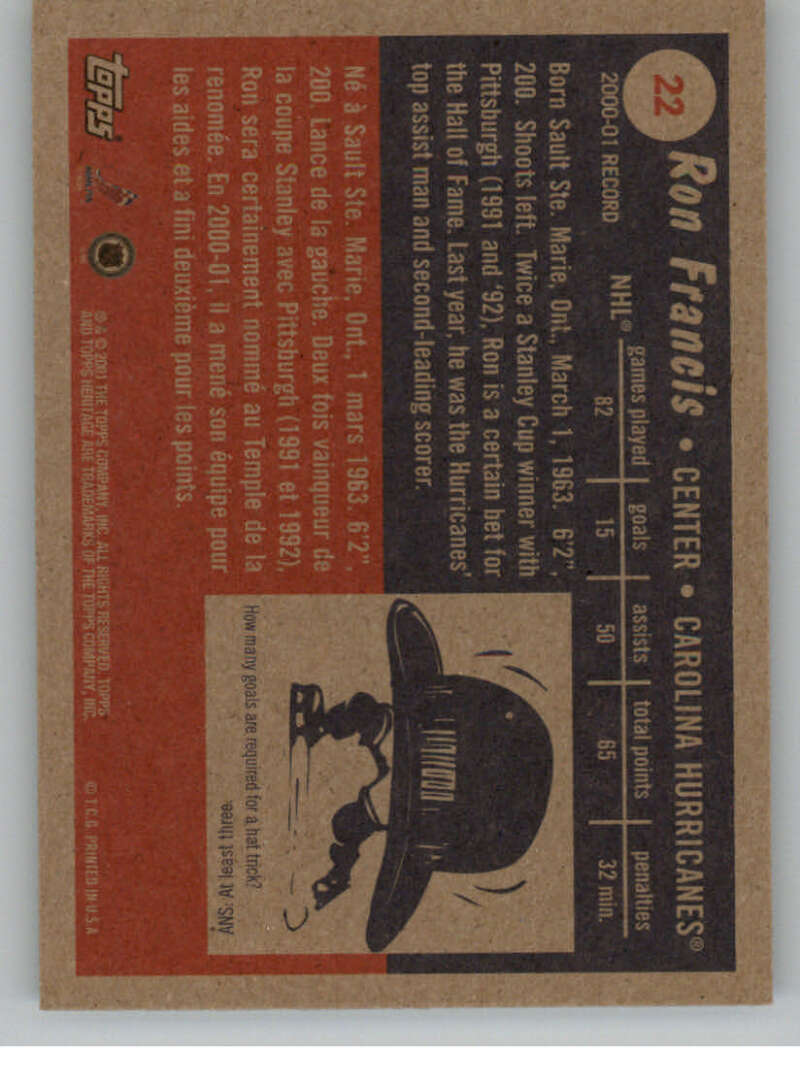 22
Ron Francis • CENTER • CAROLINA HURRICANES®
2000-01 RECORD
games played goals assists total points penalties
NHL® 82 15 50 65 32 min.
Born Sault Ste. Marie, Ont., March 1, 1963. 6'2",
200. Shoots left. Twice a Stanley Cup winner with
Pittsburgh (1991 and '92), Ron is a certain bet for
the Hall of Fame. Last year, he was the Hurricanes'
top assist man and second-leading scorer.
Né à Sault Ste. Marie, Ont., 1 mars 1963. 6'2",
200 Lance de la gauche. Deux fois vainqueur de
la coupe Stanley avec Pittsburgh (1991 et 1992),
Ron sera certainement nommé au Temple de la
renomée. En 2000-01, il a mené son équipe pour
les aides et a fini deuxième pour les points.
How many goals are required for a hat trick?
ANS: At least three.
topps
® & © 2001 THE TOPPS COMPANY, INC. ALL RIGHTS RESERVED. TOPPS
AND TOPPS HERITAGE ARE TRADEMARKS OF THE TOPPS COMPANY, INC.
© T.C.G. PRINTED IN U.S.A